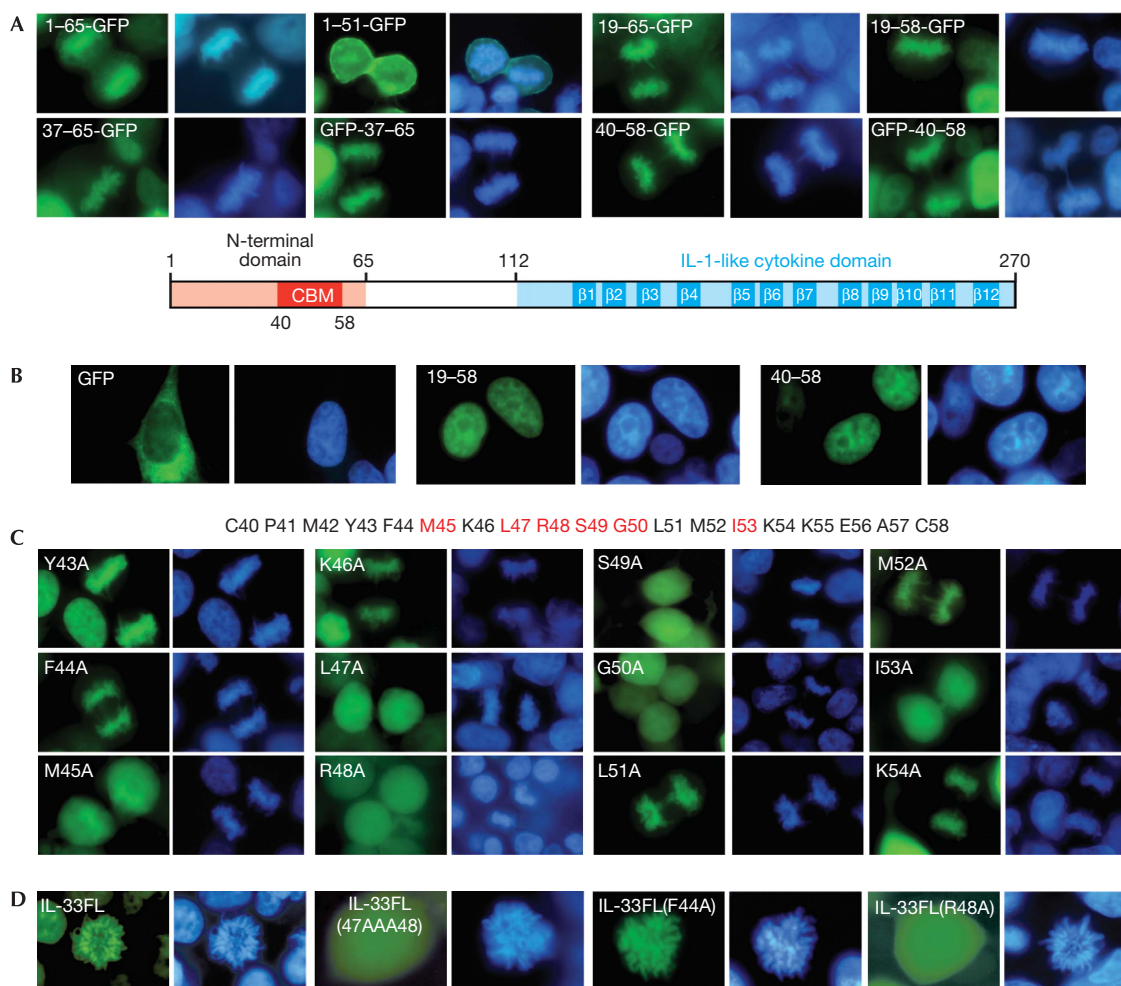 A
1–65-GFP
1–51-GFP
19–65-GFP
19–58-GFP
37–65-GFP
GFP-37–65
40–58-GFP
GFP-40–58
N-terminal
domain
1 65 112 IL-1-like cytokine domain 270
CBM β1 β2 β3 β4 β5 β6 β7 β8 β9 β10 β11 β12
40 58
B
GFP
19–58
40–58
C40 P41 M42 Y43 F44 M45 K46 L47 R48 S49 G50 L51 M52 I53 K54 K55 E56 A57 C58
C
Y43A
K46A
S49A
M52A
F44A
L47A
G50A
I53A
M45A
R48A
L51A
K54A
D
IL-33FL
IL-33FL
(47AAA48)
IL-33FL(F44A)
IL-33FL(R48A)